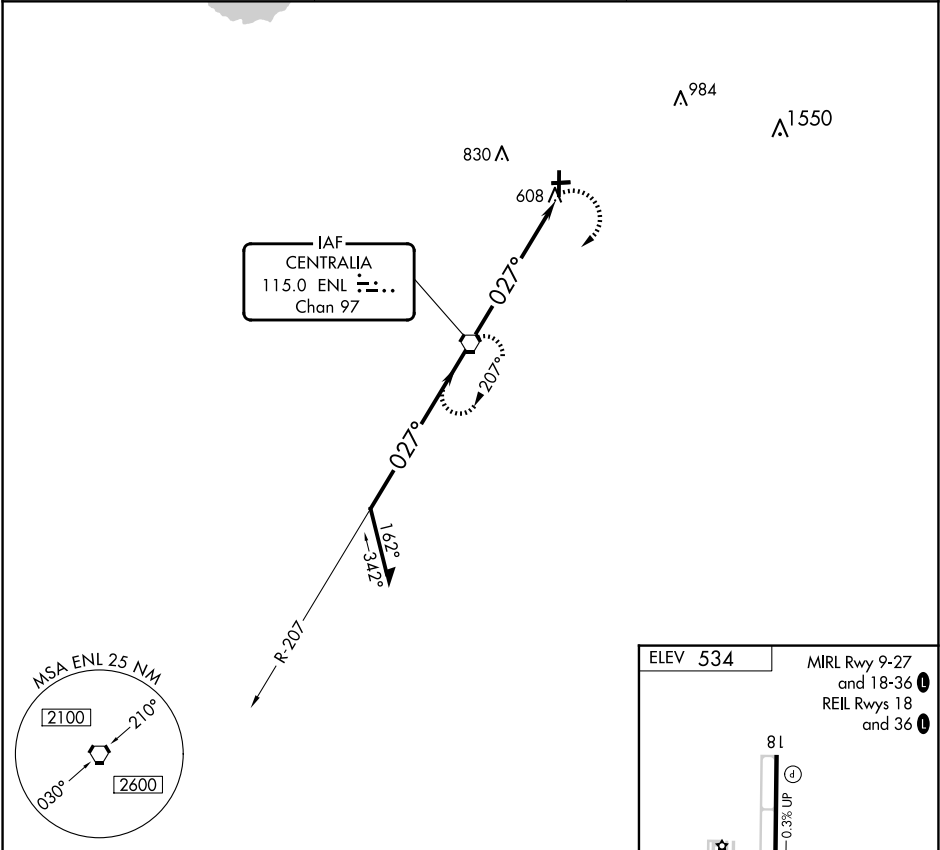 984
1550
830
608
IAF
CENTRALIA
115.0 ENL
Chan 97
027°
207°
027°
162°
342°
R-207
MSA ENL 25 NM
2100
210°
030°
2600
ELEV 534
MIRL Rwy 9-27
and 18-36 L
REIL Rwys 18
and 36 L
18
P
0.3% UP